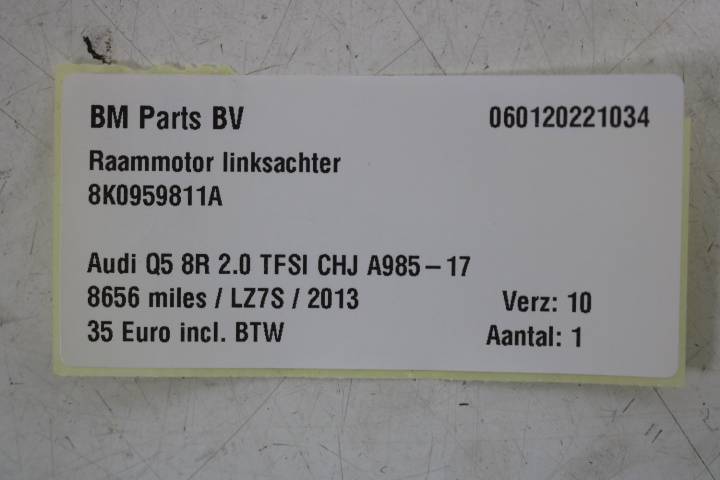 BM Parts BV 060120221034
Raammotor linksachter
8K0959811A
Audi Q5 8R 2.0 TFSI CHJ A985-17
8656 miles / LZ7S / 2013 Verz: 10
35 Euro incl. BTW Aantal: 1